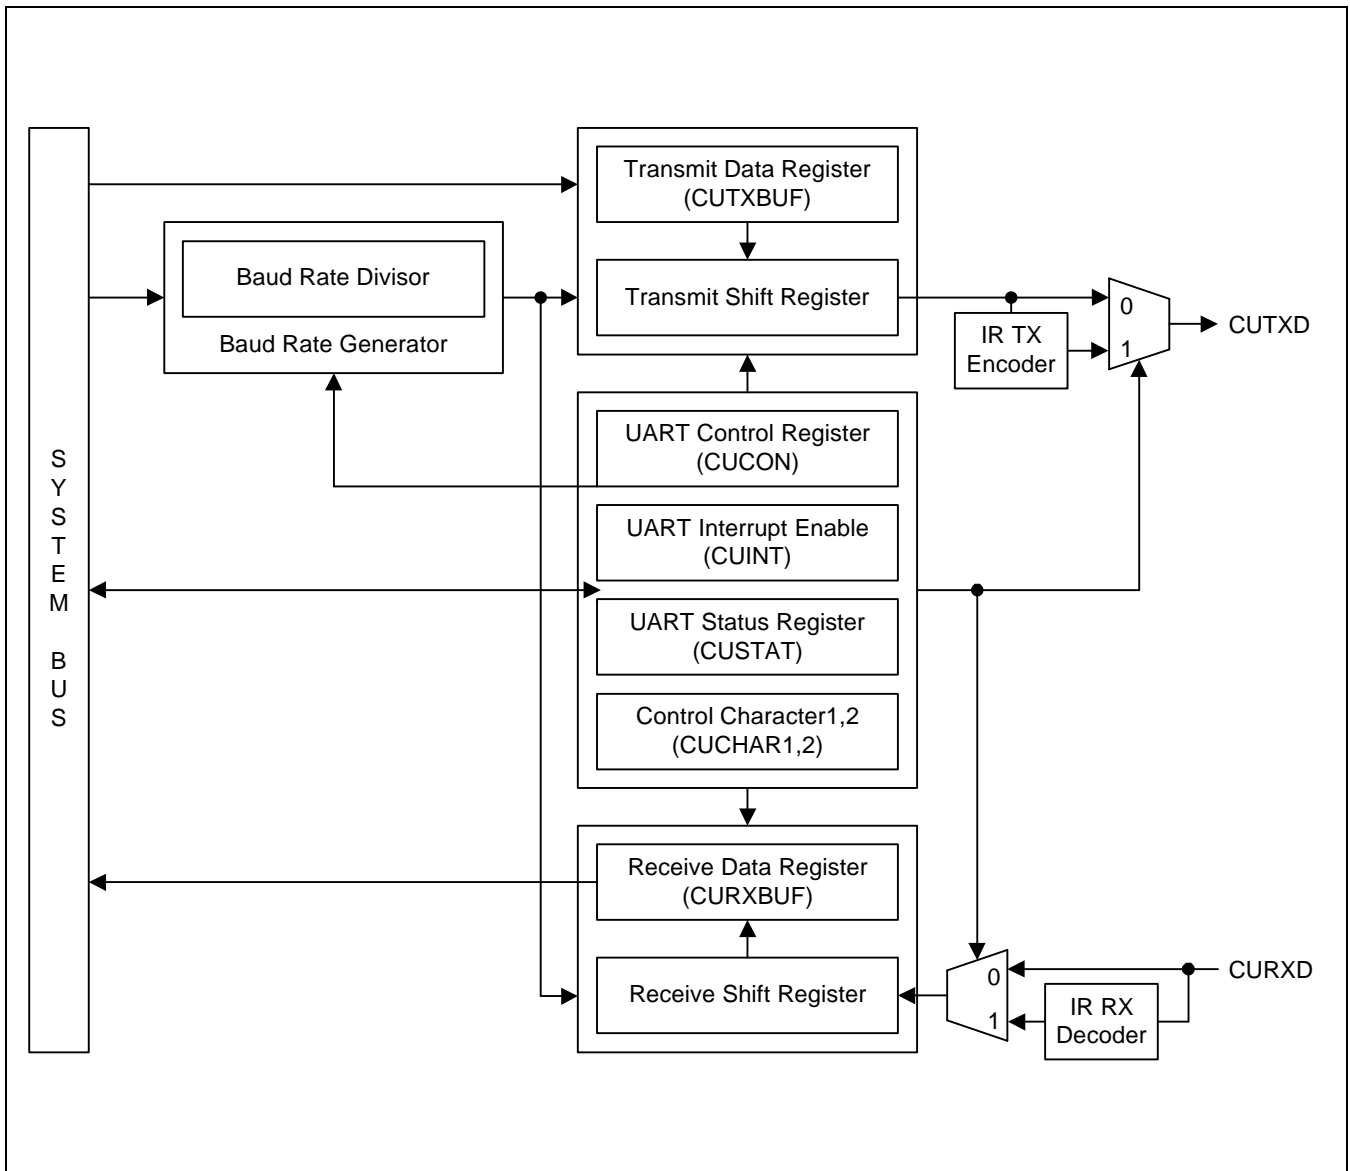 SYSTEM BUS
Transmit Data Register
(CUTXBUF)
Baud Rate Divisor
Baud Rate Generator
Transmit Shift Register
IR TX
Encoder
0
1
CUTXD
UART Control Register
(CUCON)
UART Interrupt Enable
(CUINT)
UART Status Register
(CUSTAT)
Control Character1,2
(CUCHAR1,2)
Receive Data Register
(CURXBUF)
Receive Shift Register
0
1
IR RX
Decoder
CURXD